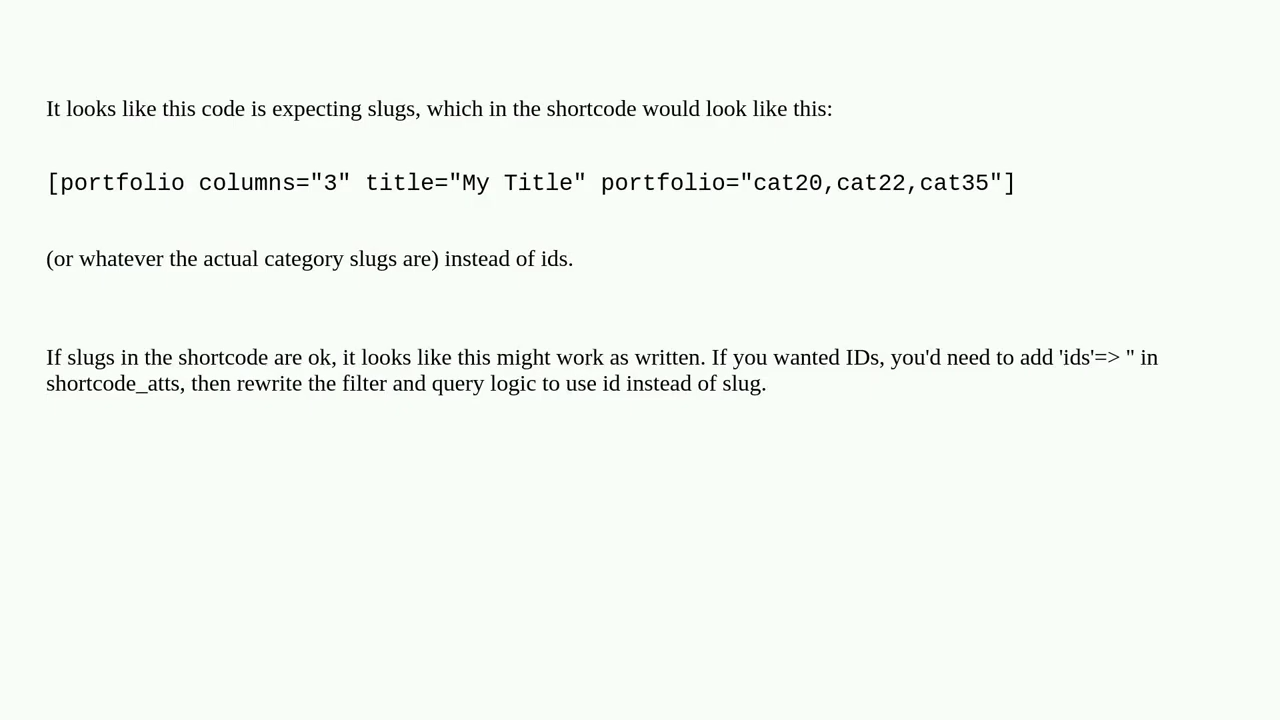 It looks like this code is expecting slugs, which in the shortcode would look like this:
[portfolio columns="3" title="My Title" portfolio="cat20,cat22,cat35"]
(or whatever the actual category slugs are) instead of ids.
If slugs in the shortcode are ok, it looks like this might work as written. If you wanted IDs, you'd need to add 'ids'=> '' in
shortcode_atts, then rewrite the filter and query logic to use id instead of slug.